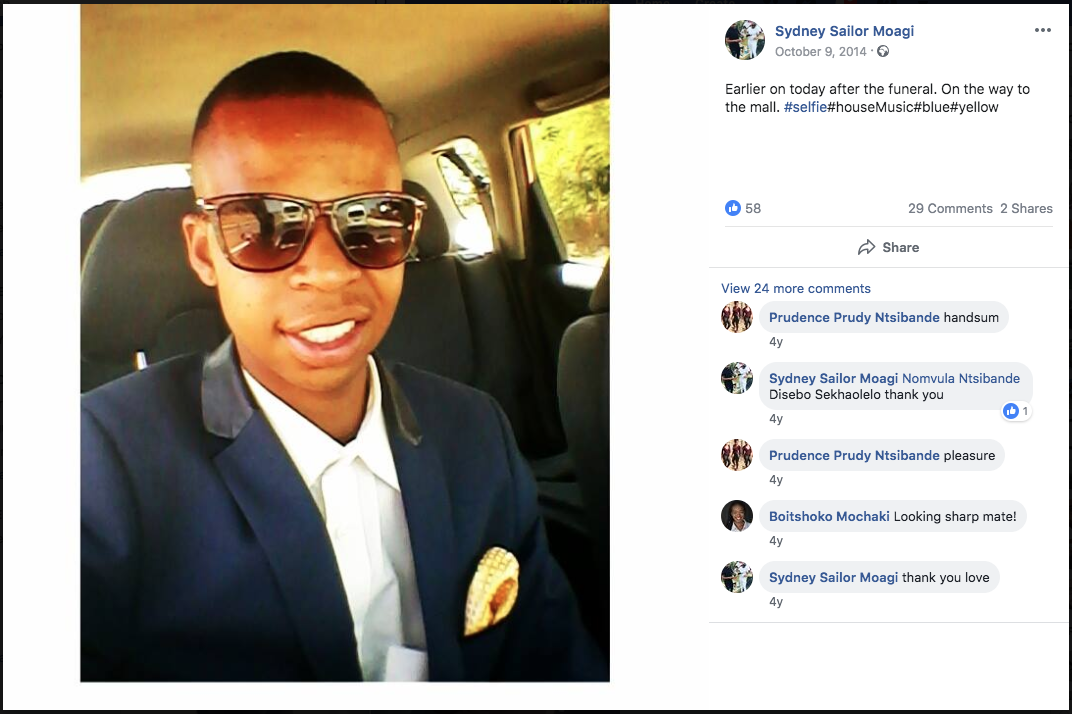 Sydney Sailor Moagi
October 9, 2014 ·
Earlier on today after the funeral. On the way to
the mall. #selfie#houseMusic#blue#yellow
58
29 Comments 2 Shares
Share
View 24 more comments
Prudence Prudy Ntsibande handsum
4y
Sydney Sailor Moagi Nomvula Ntsibande
Disebo Sekhaolelo thank you
1
4y
Prudence Prudy Ntsibande pleasure
4y
Boitshoko Mochaki Looking sharp mate!
4y
Sydney Sailor Moagi thank you love
4y